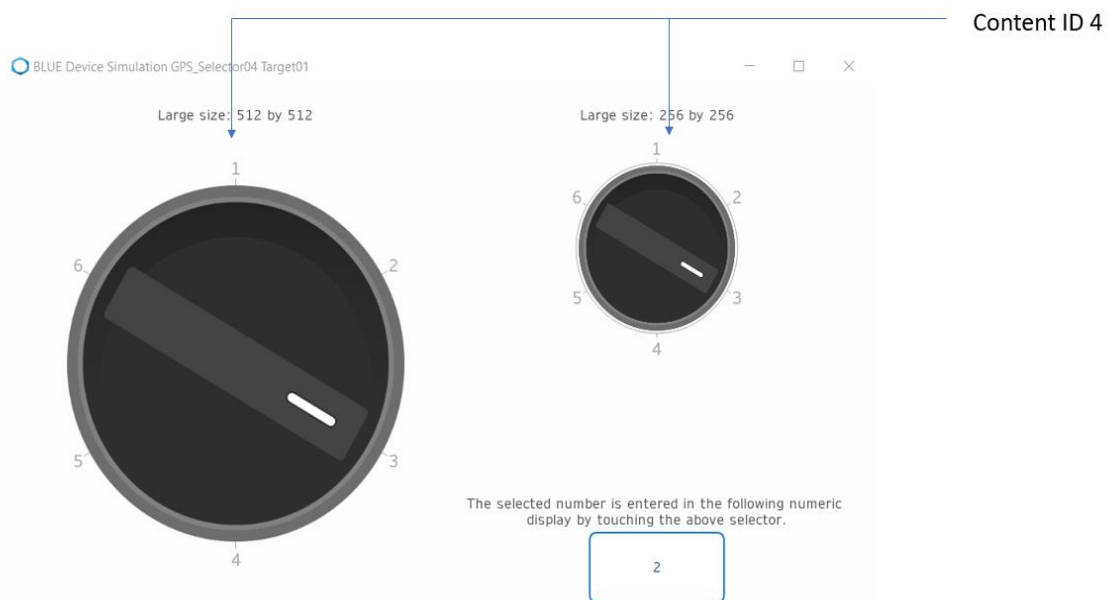 Content ID 4
BLUE Device Simulation GPS_Selector04 Target01
Large size: 512 by 512
1
2
3
4
5
6
Large size: 256 by 256
1
2
3
4
5
6
The selected number is entered in the following numeric
display by touching the above selector.
2